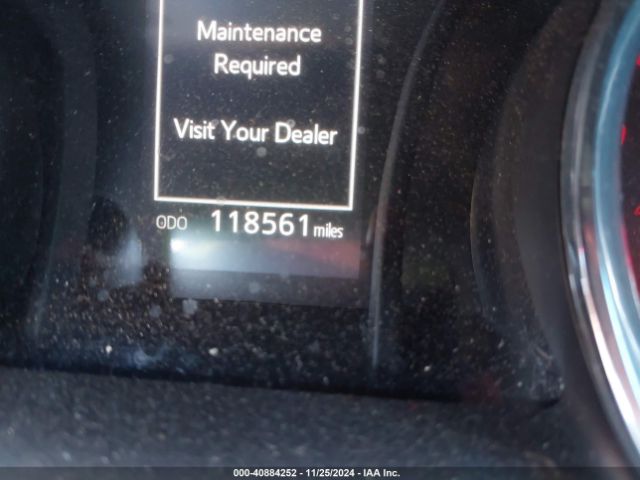 Maintenance
Required
Visit Your Dealer
ODO 118561 miles
000-40884252 - 11/25/2024 - IAA Inc.